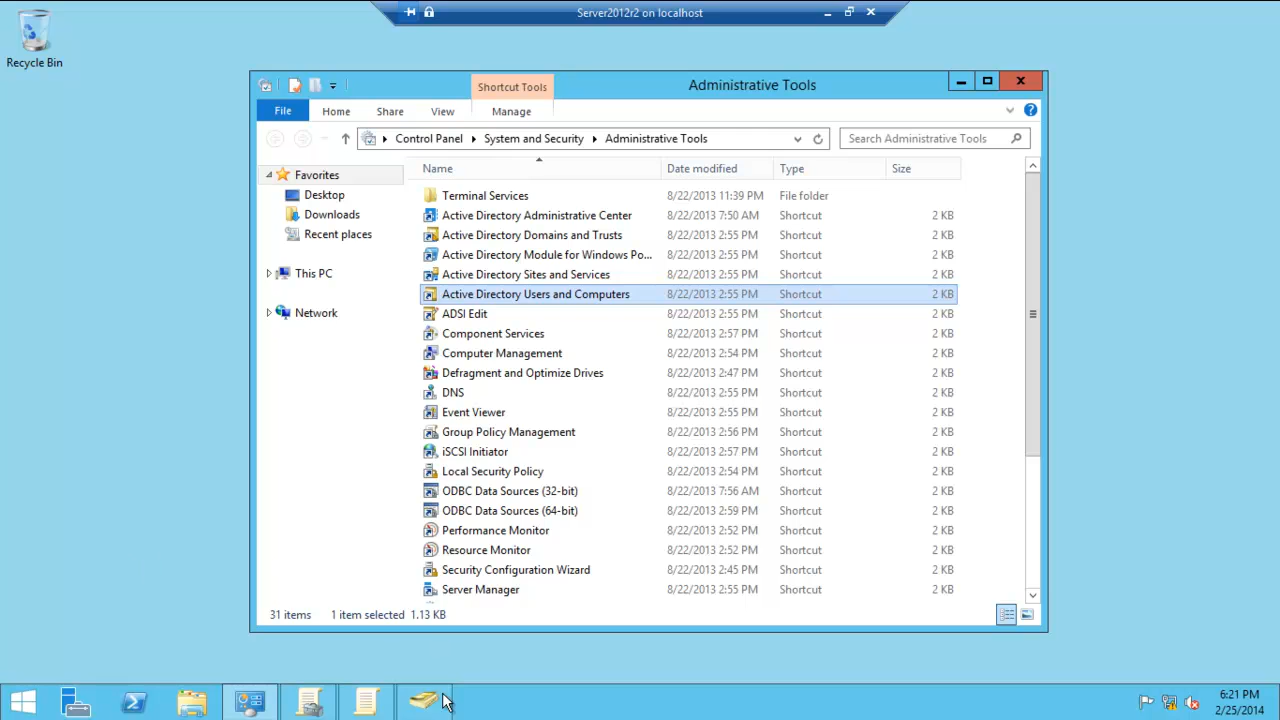 Server2012r2 on localhost
Recycle Bin
Shortcut Tools
Administrative Tools
File Home Share View Manage
Control Panel System and Security Administrative Tools Search Administrative Tools
Name Date modified Type Size
Favorites
Desktop
Downloads
Recent places
This PC
Network
Terminal Services 8/22/2013 11:39 PM File folder
Active Directory Administrative Center 8/22/2013 7:50 AM Shortcut 2 KB
Active Directory Domains and Trusts 8/22/2013 2:55 PM Shortcut 2 KB
Active Directory Module for Windows Po... 8/22/2013 2:55 PM Shortcut 2 KB
Active Directory Sites and Services 8/22/2013 2:55 PM Shortcut 2 KB
Active Directory Users and Computers 8/22/2013 2:55 PM Shortcut 2 KB
ADSI Edit 8/22/2013 2:55 PM Shortcut 2 KB
Component Services 8/22/2013 2:57 PM Shortcut 2 KB
Computer Management 8/22/2013 2:54 PM Shortcut 2 KB
Defragment and Optimize Drives 8/22/2013 2:47 PM Shortcut 2 KB
DNS 8/22/2013 2:55 PM Shortcut 2 KB
Event Viewer 8/22/2013 2:55 PM Shortcut 2 KB
Group Policy Management 8/22/2013 2:56 PM Shortcut 2 KB
iSCSI Initiator 8/22/2013 2:57 PM Shortcut 2 KB
Local Security Policy 8/22/2013 2:54 PM Shortcut 2 KB
ODBC Data Sources (32-bit) 8/22/2013 7:56 AM Shortcut 2 KB
ODBC Data Sources (64-bit) 8/22/2013 2:59 PM Shortcut 2 KB
Performance Monitor 8/22/2013 2:52 PM Shortcut 2 KB
Resource Monitor 8/22/2013 2:52 PM Shortcut 2 KB
Security Configuration Wizard 8/22/2013 2:45 PM Shortcut 2 KB
Server Manager 8/22/2013 2:55 PM Shortcut 2 KB
31 items 1 item selected 1.13 KB
6:21 PM
2/25/2014